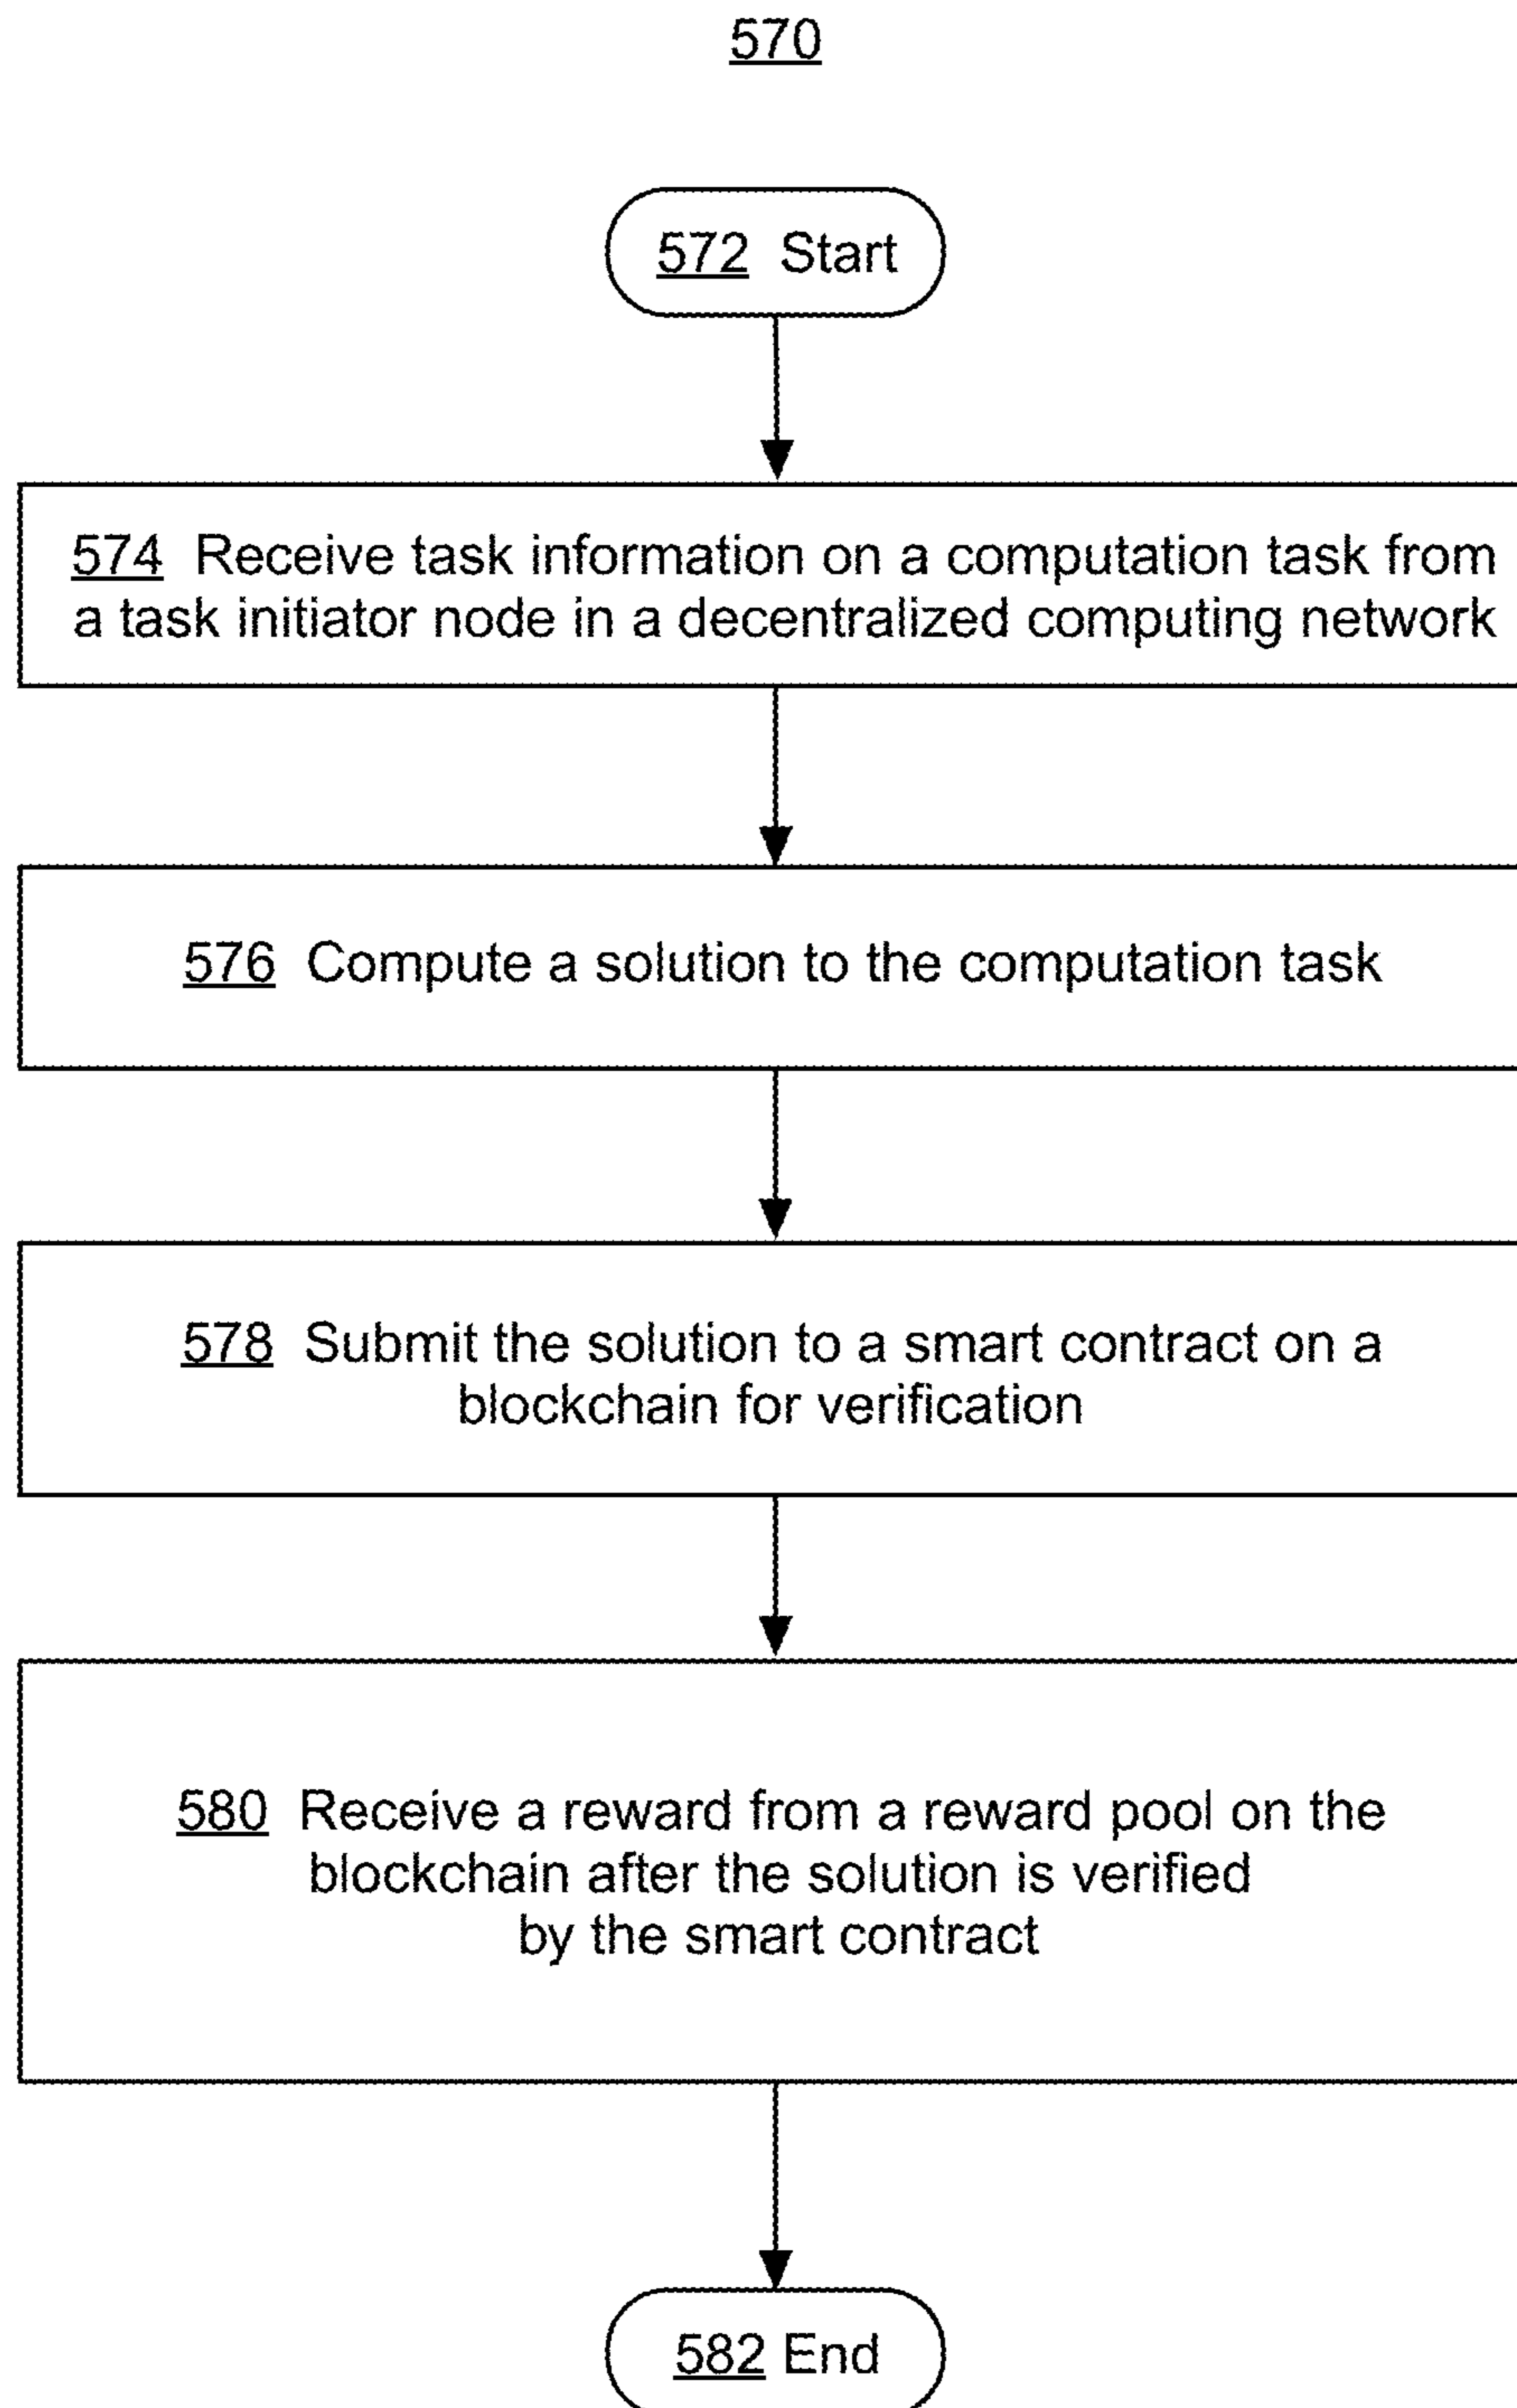 570
572 Start
574 Receive task information on a computation task from
a task initiator node in a decentralized computing network
576 Compute a solution to the computation task
578 Submit the solution to a smart contract on a
blockchain for verification
580 Receive a reward from a reward pool on the
blockchain after the solution is verified
by the smart contract
582 End